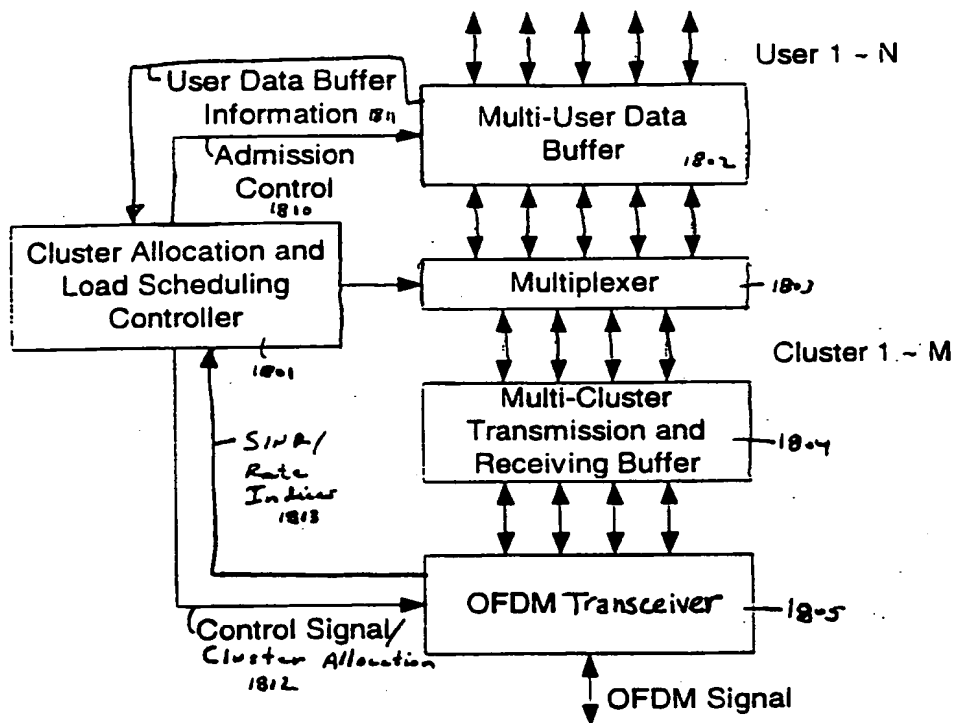 User 1 ~ N
User Data Buffer
Information 1811
Multi-User Data
Buffer
1802
Admission
Control
1810
Cluster Allocation and
Load Scheduling
Controller
1801
Multiplexer
1803
Cluster 1 ~ M
Multi-Cluster
Transmission and
Receiving Buffer
1804
SINR/
Rate
Indices
1813
OFDM Transceiver
1805
Control Signal/
Cluster Allocation
1812
OFDM Signal